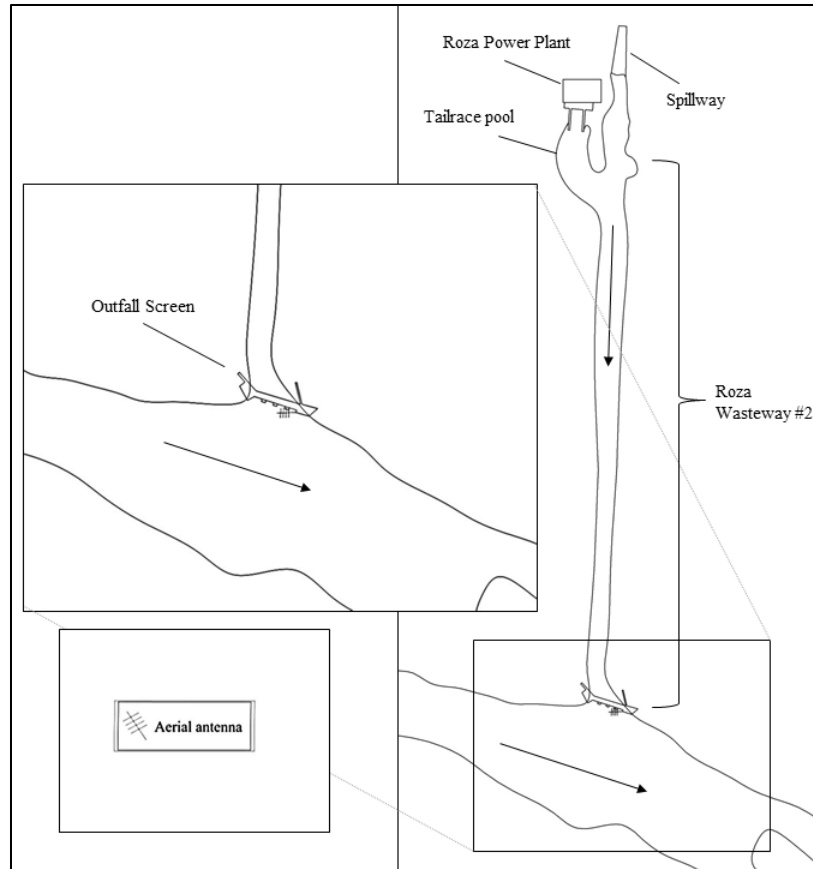 Roza Power Plant
Spillway
Tailrace pool
Outfall Screen
Roza
Wasteway #2
Aerial antenna